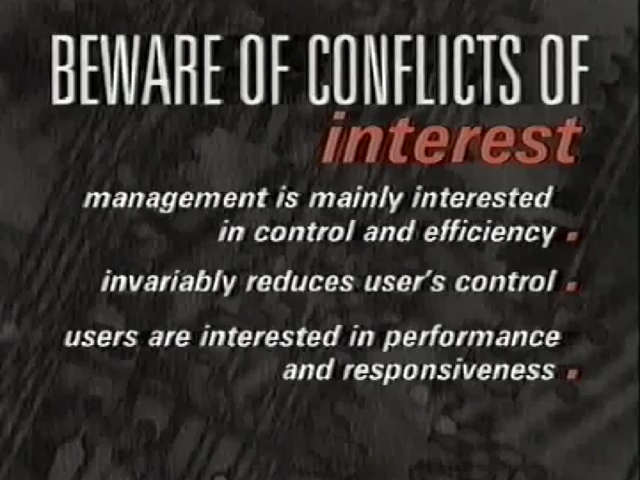 BEWARE OF CONFLICTS OF
interest
management is mainly interested
in control and efficiency
invariably reduces user's control
users are interested in performance
and responsiveness